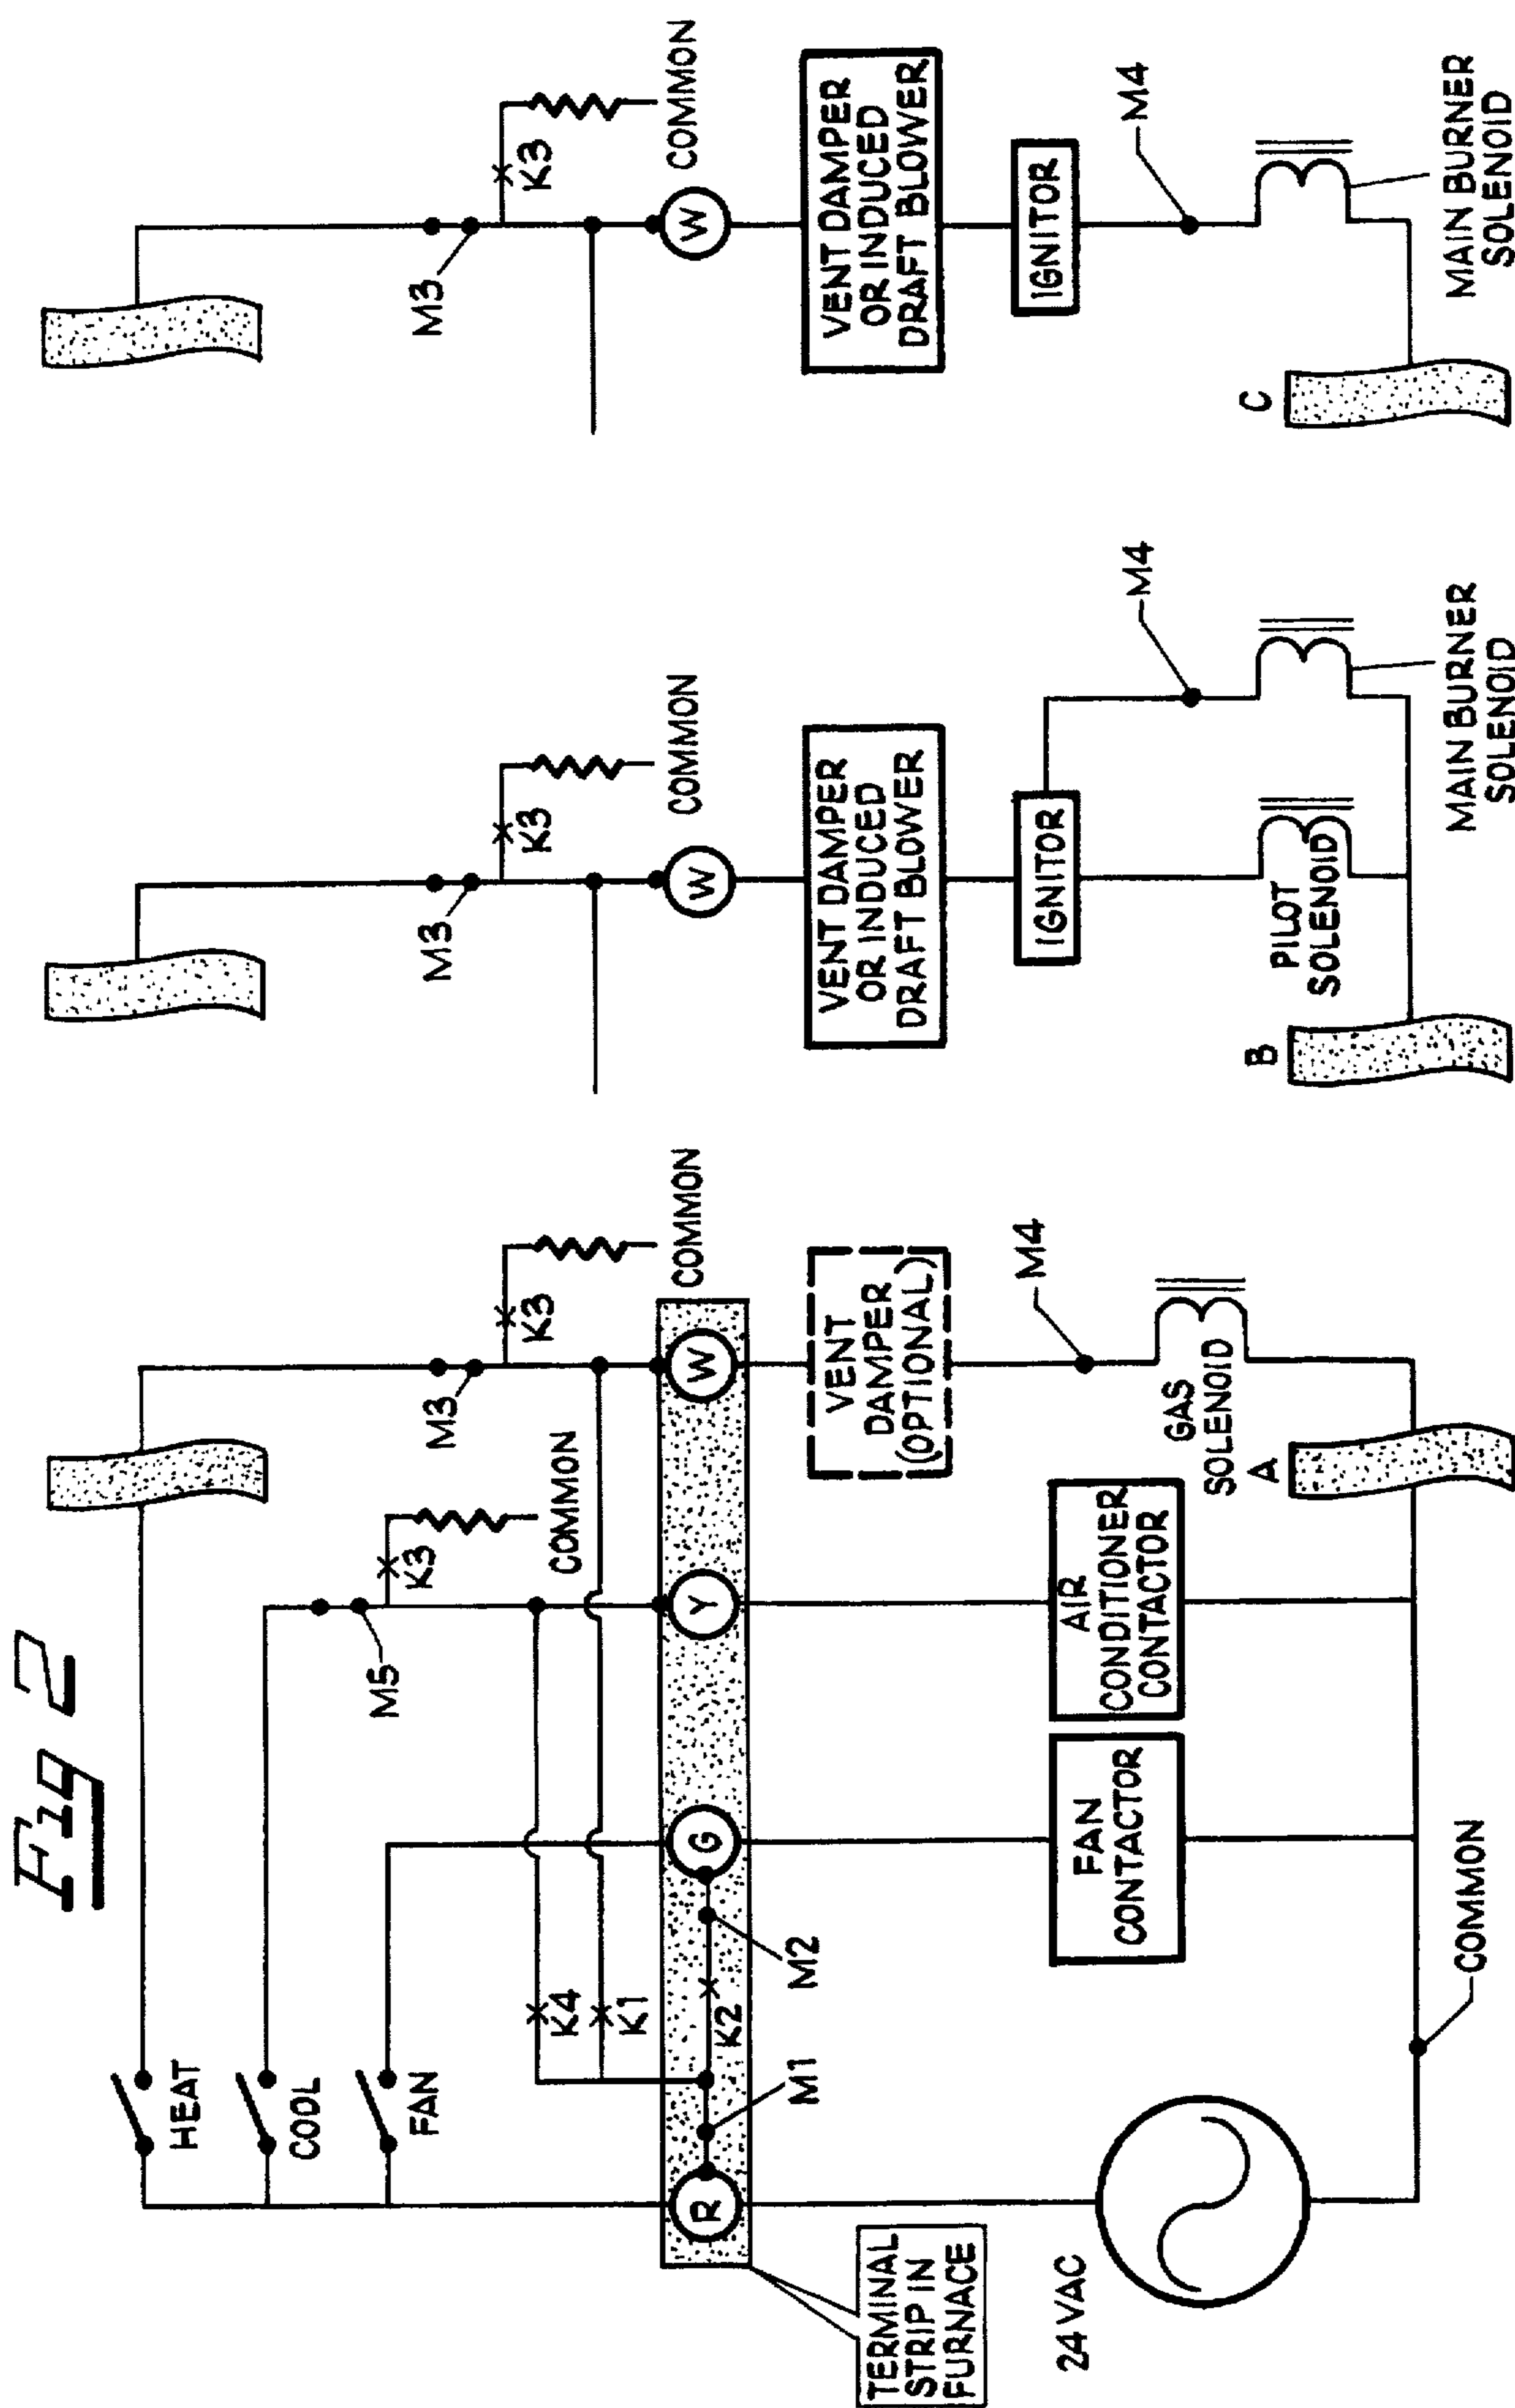 Fig 2
HEAT
COOL
FAN
M5
K3
COMMON
M3
K3
COMMON
K4
K1
K2
M1
M2
R
G
Y
W
TERMINAL
STRIP IN
FURNACE
24 VAC
FAN
CONTACTOR
AIR
CONDITIONER
CONTACTOR
VENT
DAMPER
(OPTIONAL)
M4
GAS
SOLENOID
A
COMMON
M3
K3
COMMON
W
VENT DAMPER
OR INDUCED
DRAFT BLOWER
IGNITOR
M4
PILOT
SOLENOID
B
MAIN BURNER
SOLENOID
M3
K3
COMMON
W
VENT DAMPER
OR INDUCED
DRAFT BLOWER
IGNITOR
M4
C
MAIN BURNER
SOLENOID